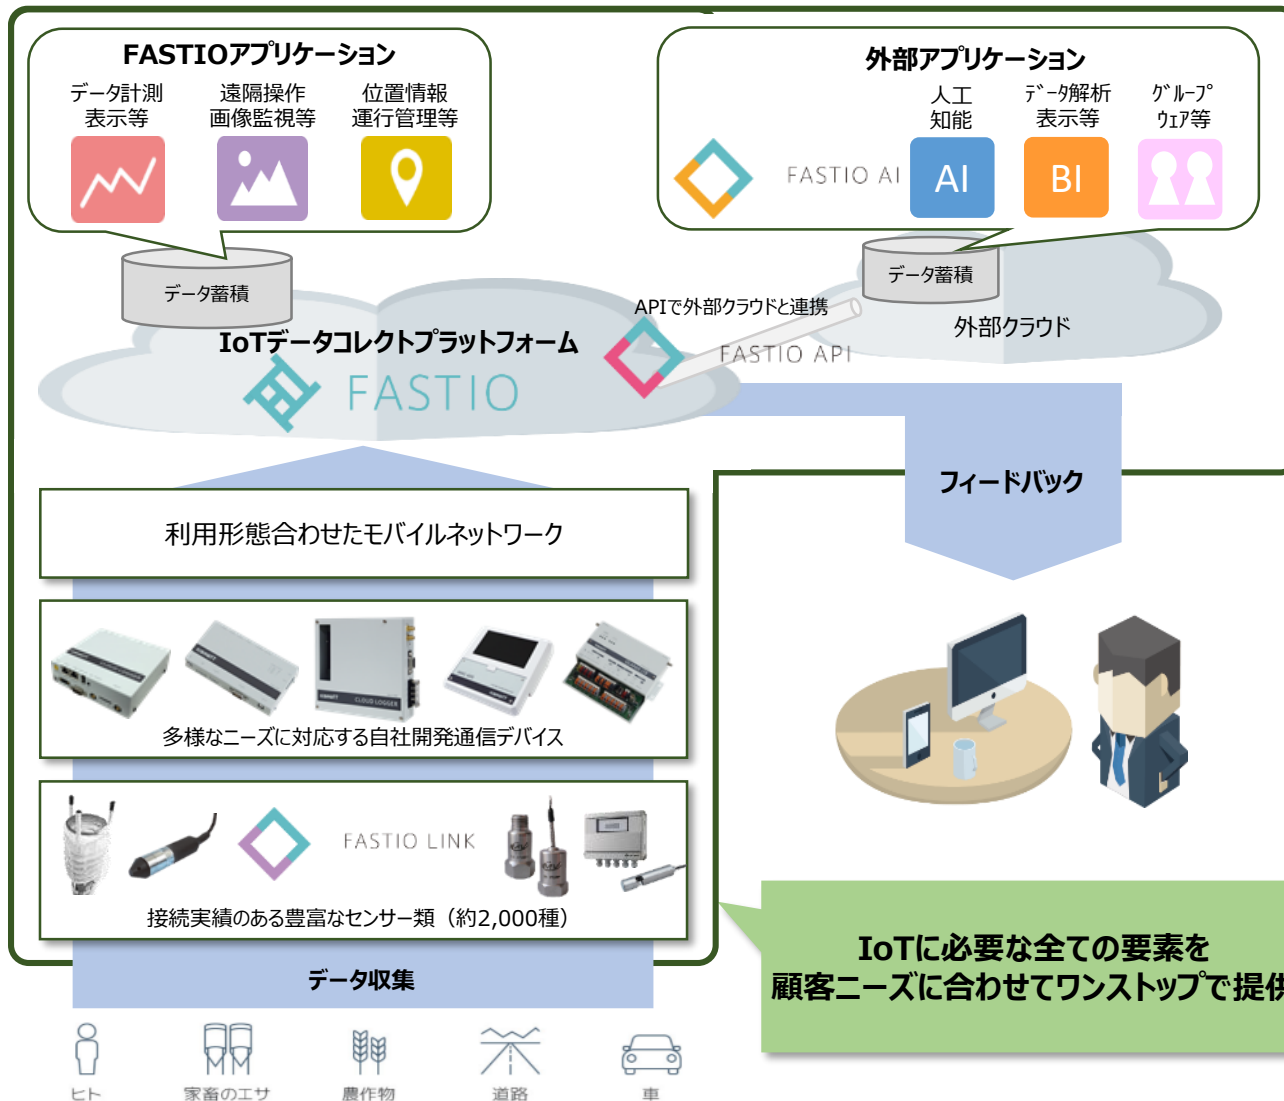 FASTIOアプリケーション
データ計測
表示等
遠隔操作
画像監視等
位置情報
運行管理等
外部アプリケーション
人工
知能
ﾃﾞｰﾀ解析
表示等
ｸﾞﾙｰﾌﾟ
ｳｪｱ等
FASTIO AI
AI
BI
データ蓄積
データ蓄積
APIで外部クラウドと連携
外部クラウド
IoTデータコレクトプラットフォーム
FASTIO API
FASTIO
フィードバック
利用形態合わせたモバイルネットワーク
CLOUD LOGGER
多様なニーズに対応する自社開発通信デバイス
FASTIO LINK
接続実績のある豊富なセンサー類（約2,000種）
データ収集
IoTに必要な全ての要素を
顧客ニーズに合わせてワンストップで提供
ヒト
家畜のエサ
農作物
道路
車